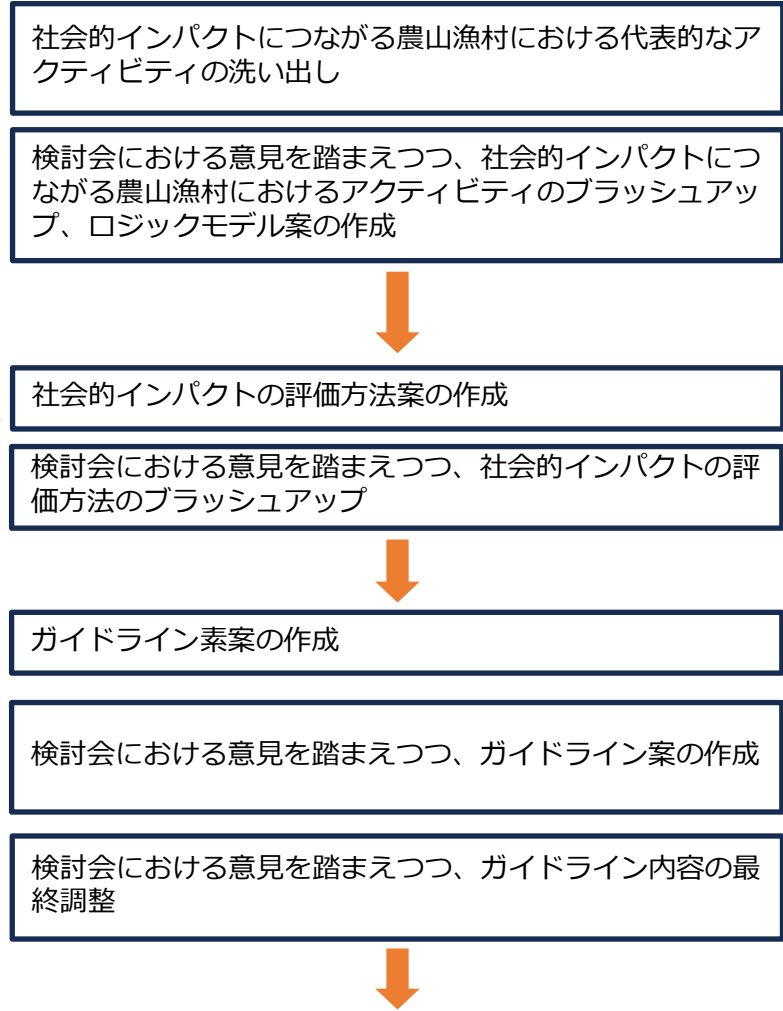 社会的インパクトにつながる農山漁村における代表的なア
クティビティの洗い出し
検討会における意見を踏まえつつ、社会的インパクトにつ
ながる農山漁村におけるアクティビティのブラッシュアッ
プ、ロジックモデル案の作成
社会的インパクトの評価方法案の作成
検討会における意見を踏まえつつ、社会的インパクトの評
価方法のブラッシュアップ
ガイドライン素案の作成
検討会における意見を踏まえつつ、ガイドライン案の作成
検討会における意見を踏まえつつ、ガイドライン内容の最
終調整